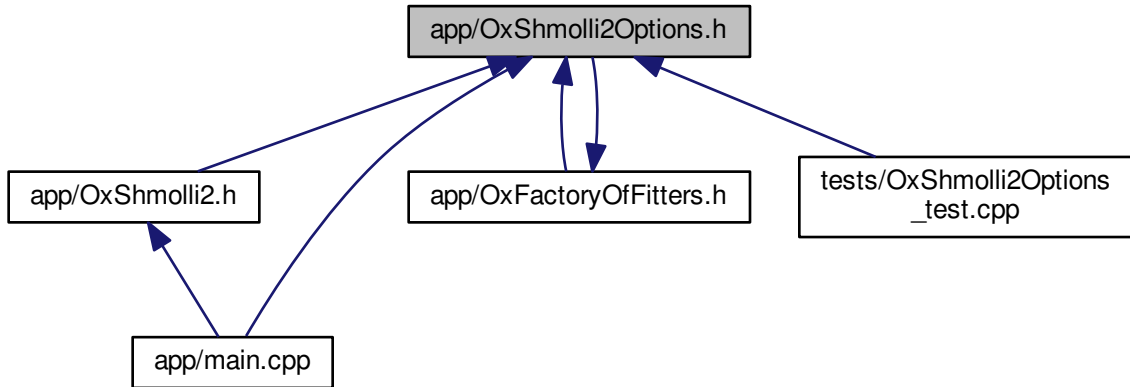 app/OxShmolli2Options.h
app/OxShmolli2.h
app/OxFactoryOfFitters.h
tests/OxShmolli2Options
_test.cpp
app/main.cpp